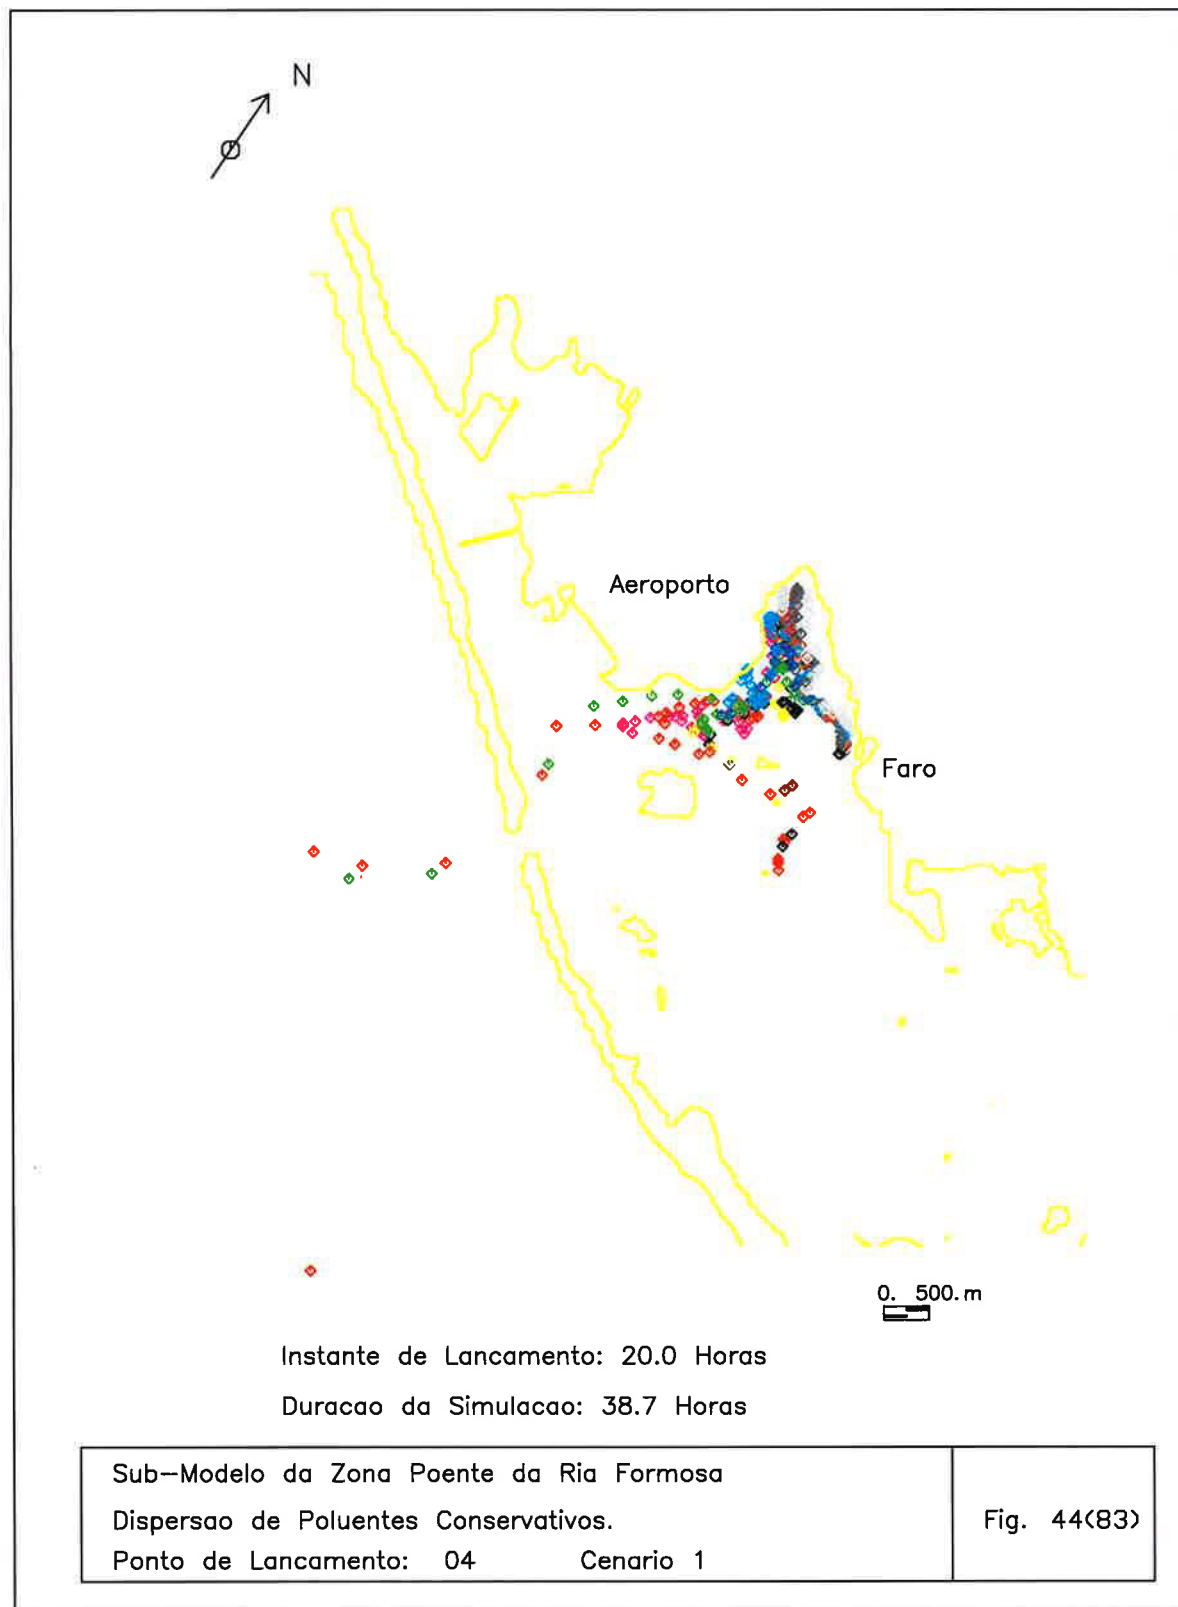 N
Aeroporto
Faro
0. 500.m
Instante de Lancamento: 20.0 Horas
Duracao da Simulacao: 38.7 Horas
Sub-Modelo da Zona Poente da Ria Formosa
Dispersao de Poluentes Conservativos.
Ponto de Lancamento: 04 Cenario 1
Fig. 44(83)